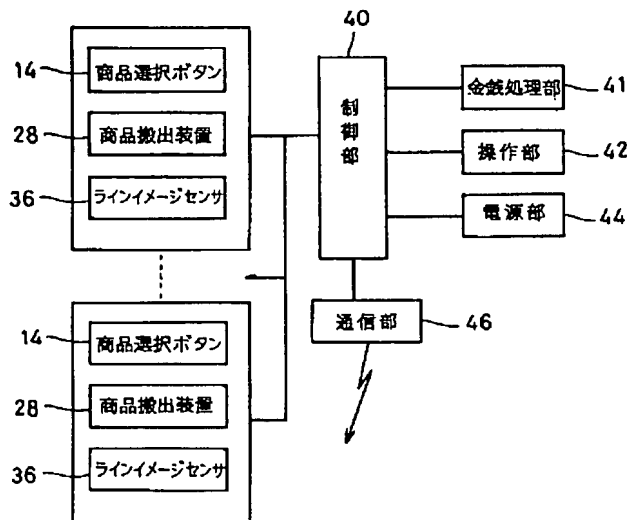 14
商品選択ボタン
28
商品搬出装置
36
ラインイメージセンサ
40
制御部
金銭処理部
41
操作部
42
電源部
44
通信部
46
14
商品選択ボタン
28
商品搬出装置
36
ラインイメージセンサ